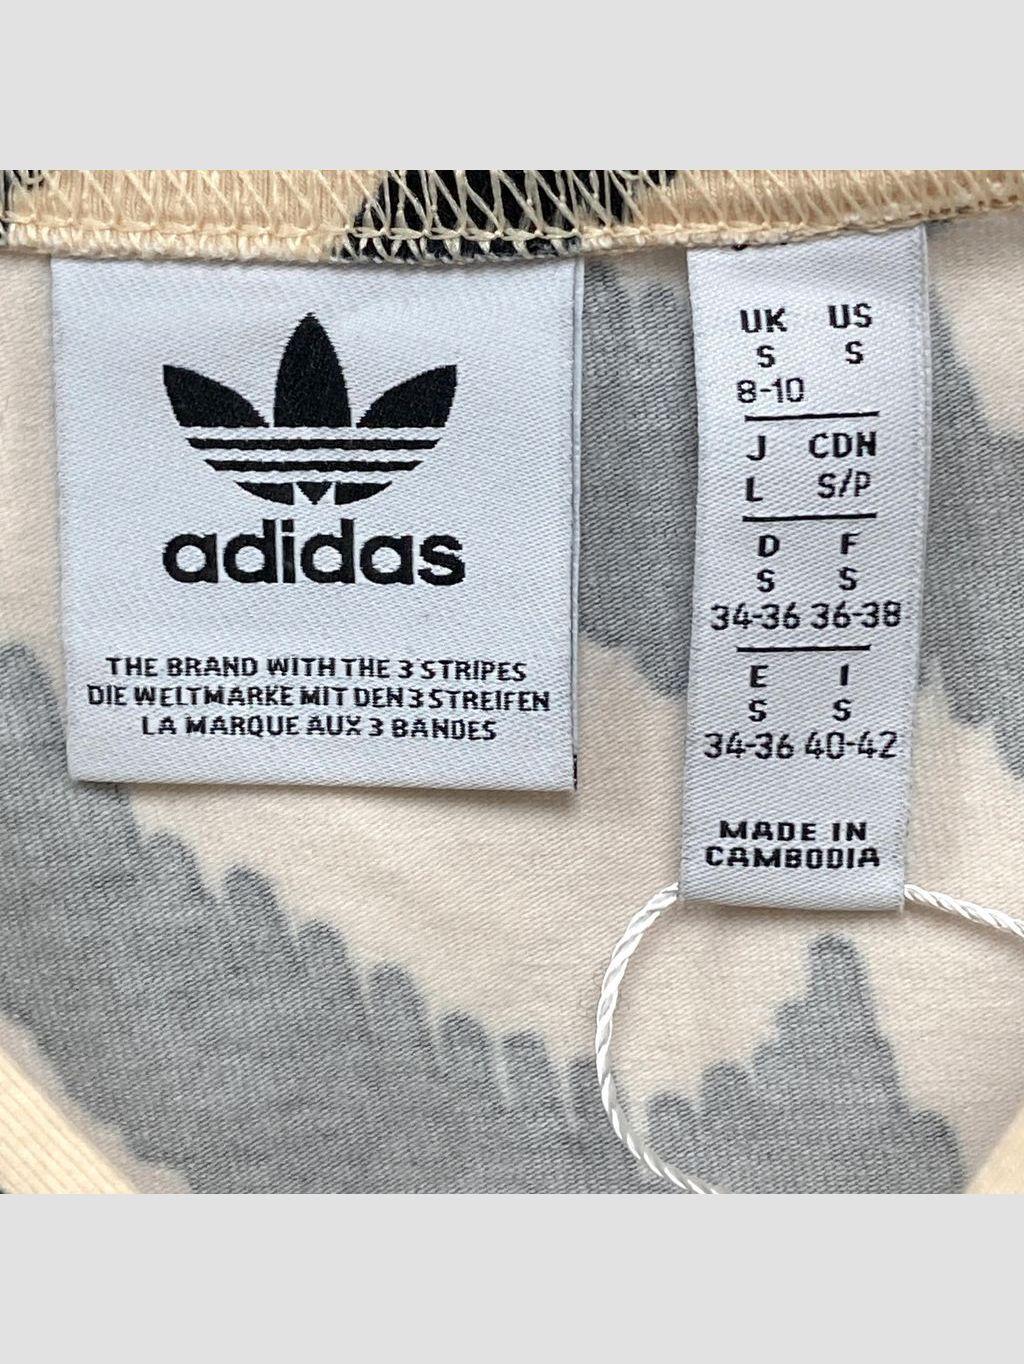 adidas
THE BRAND WITH THE 3 STRIPES
DIE WELTMARKE MIT DEN 3 STREIFEN
LA MARQUE AUX 3 BANDES
UK US
S S
8-10
J CDN
L S/P
D F
S S
34-36 36-38
E I
S S
34-36 40-42
MADE IN
CAMBODIA